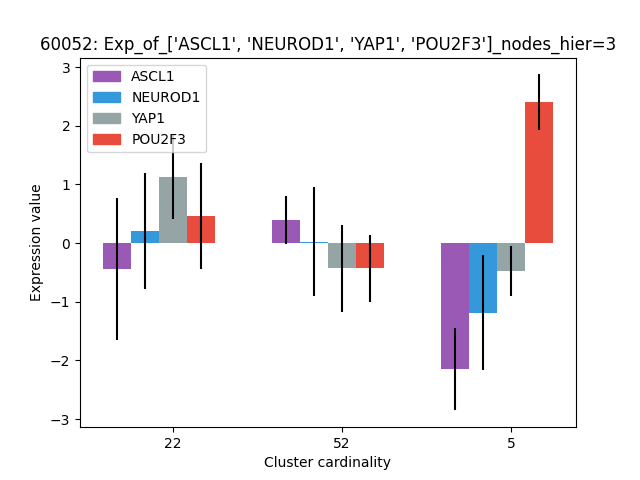 60052: Exp_of_['ASCL1', 'NEUROD1', 'YAP1', 'POU2F3']_nodes_hier=3
ASCL1
NEUROD1
YAP1
POU2F3
3
2
1
0
−1
−2
−3
Expression value
22 52 5
Cluster cardinality